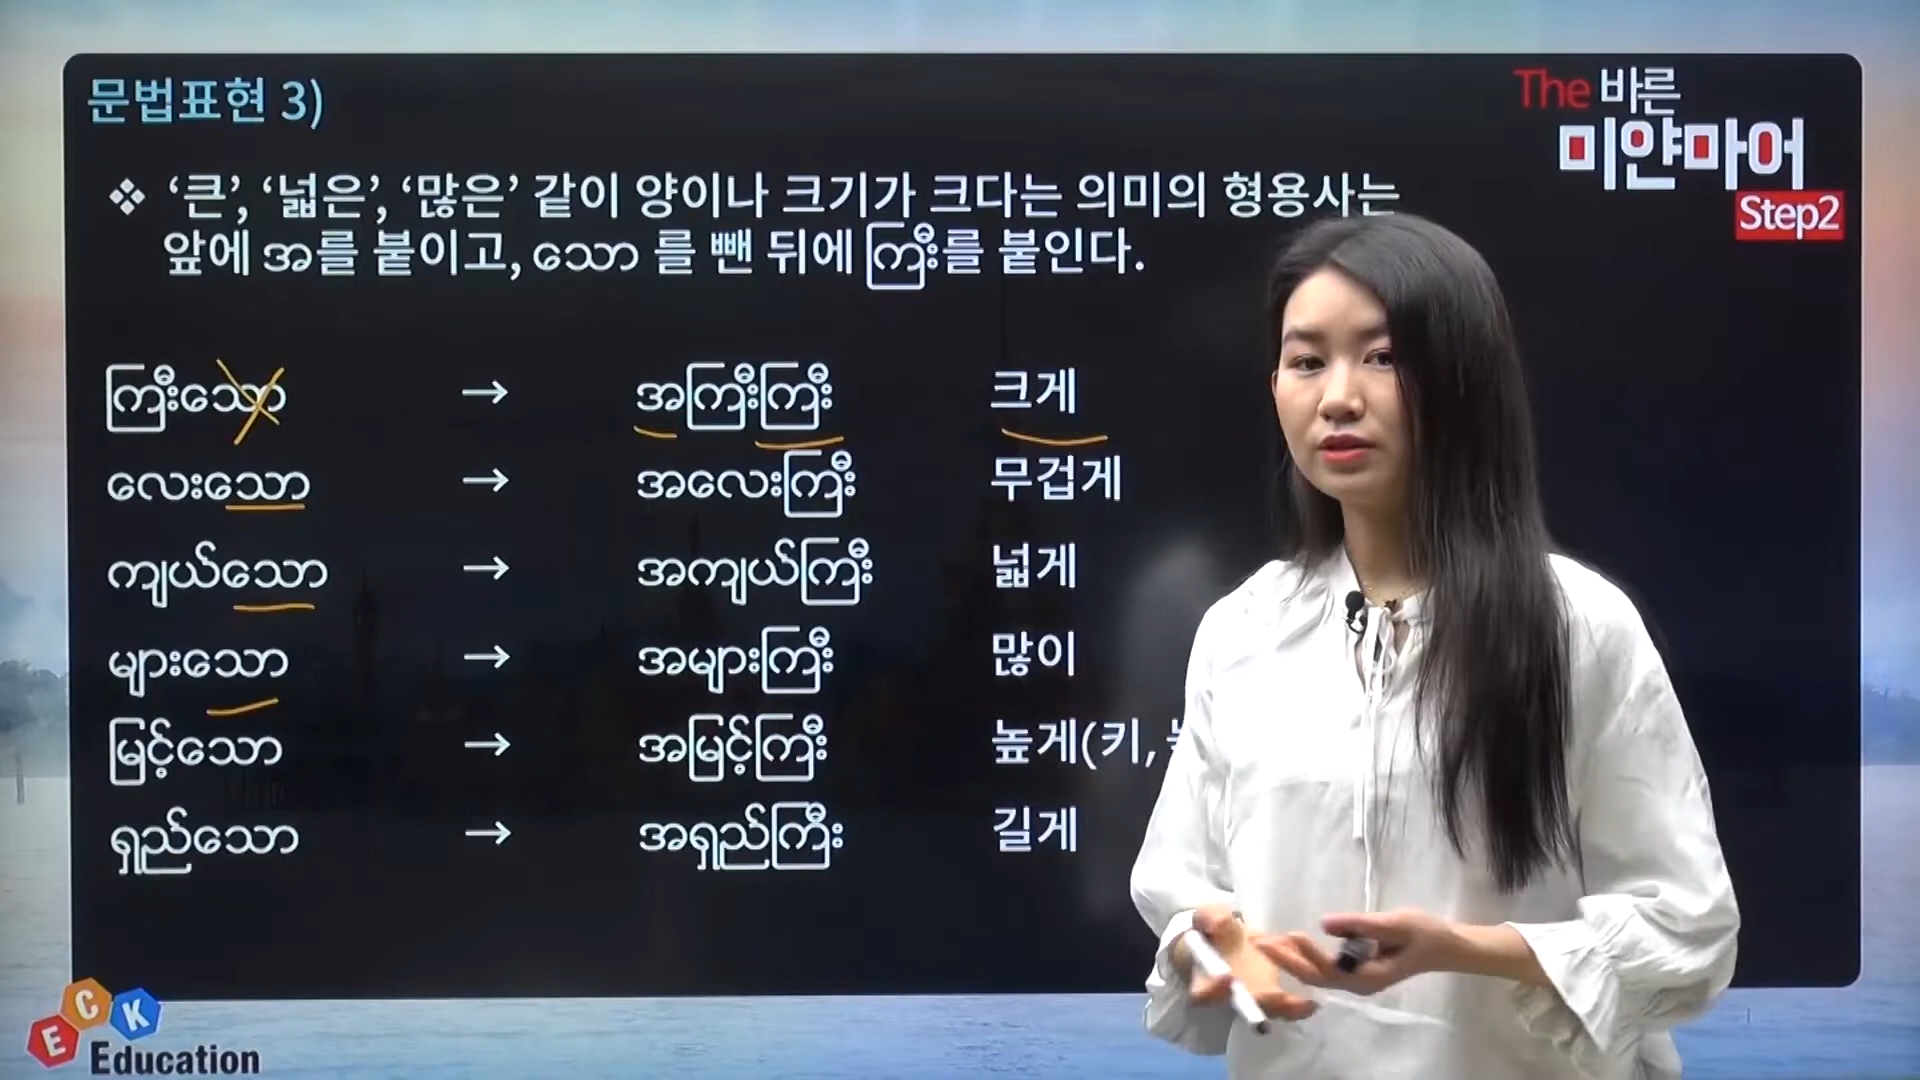 문법표현 3)
The 바른
미얀마어
Step2
❖ ‘큰’, ‘넓은’, ‘많은’ 같이 양이나 크기가 크다는 의미의 형용사는
앞에 အ를 붙이고, သော 를 뺀 뒤에 ကြီး를 붙인다.
ကြီးသော → အကြီးကြီး 크게
လေးသော → အလေးကြီး 무겁게
ကျယ်သော → အကျယ်ကြီး 넓게
များသော → အများကြီး 많이
မြင့်သော → အမြင့်ကြီး 높게(키,
ရှည်သော → အရှည်ကြီး 길게
ECK
Education